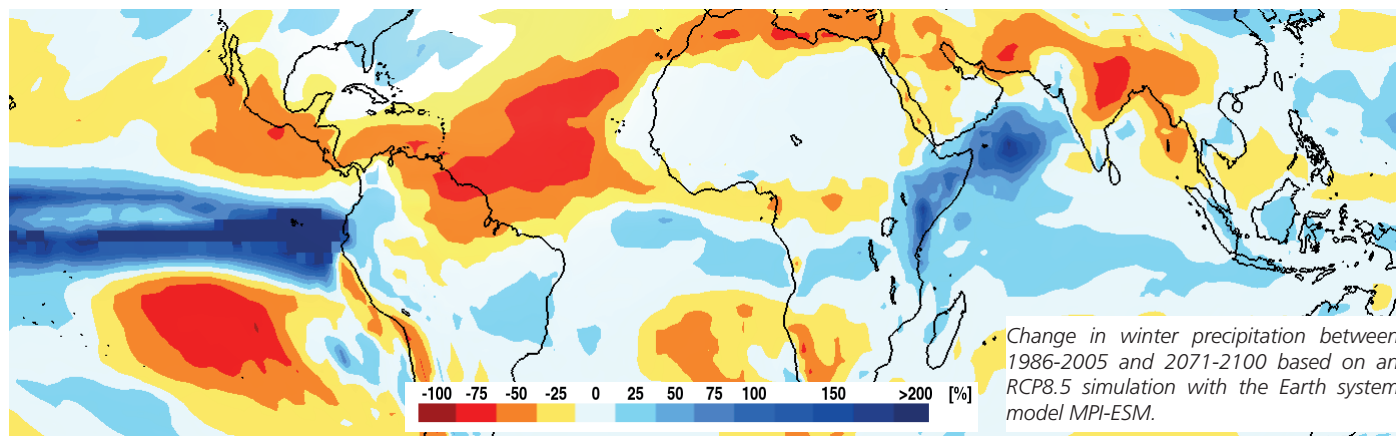 Change in winter precipitation between
1986-2005 and 2071-2100 based on an
RCP8.5 simulation with the Earth system
model MPI-ESM.
-100 -75 -50 -25 0 25 50 75 100 150 >200 [%]